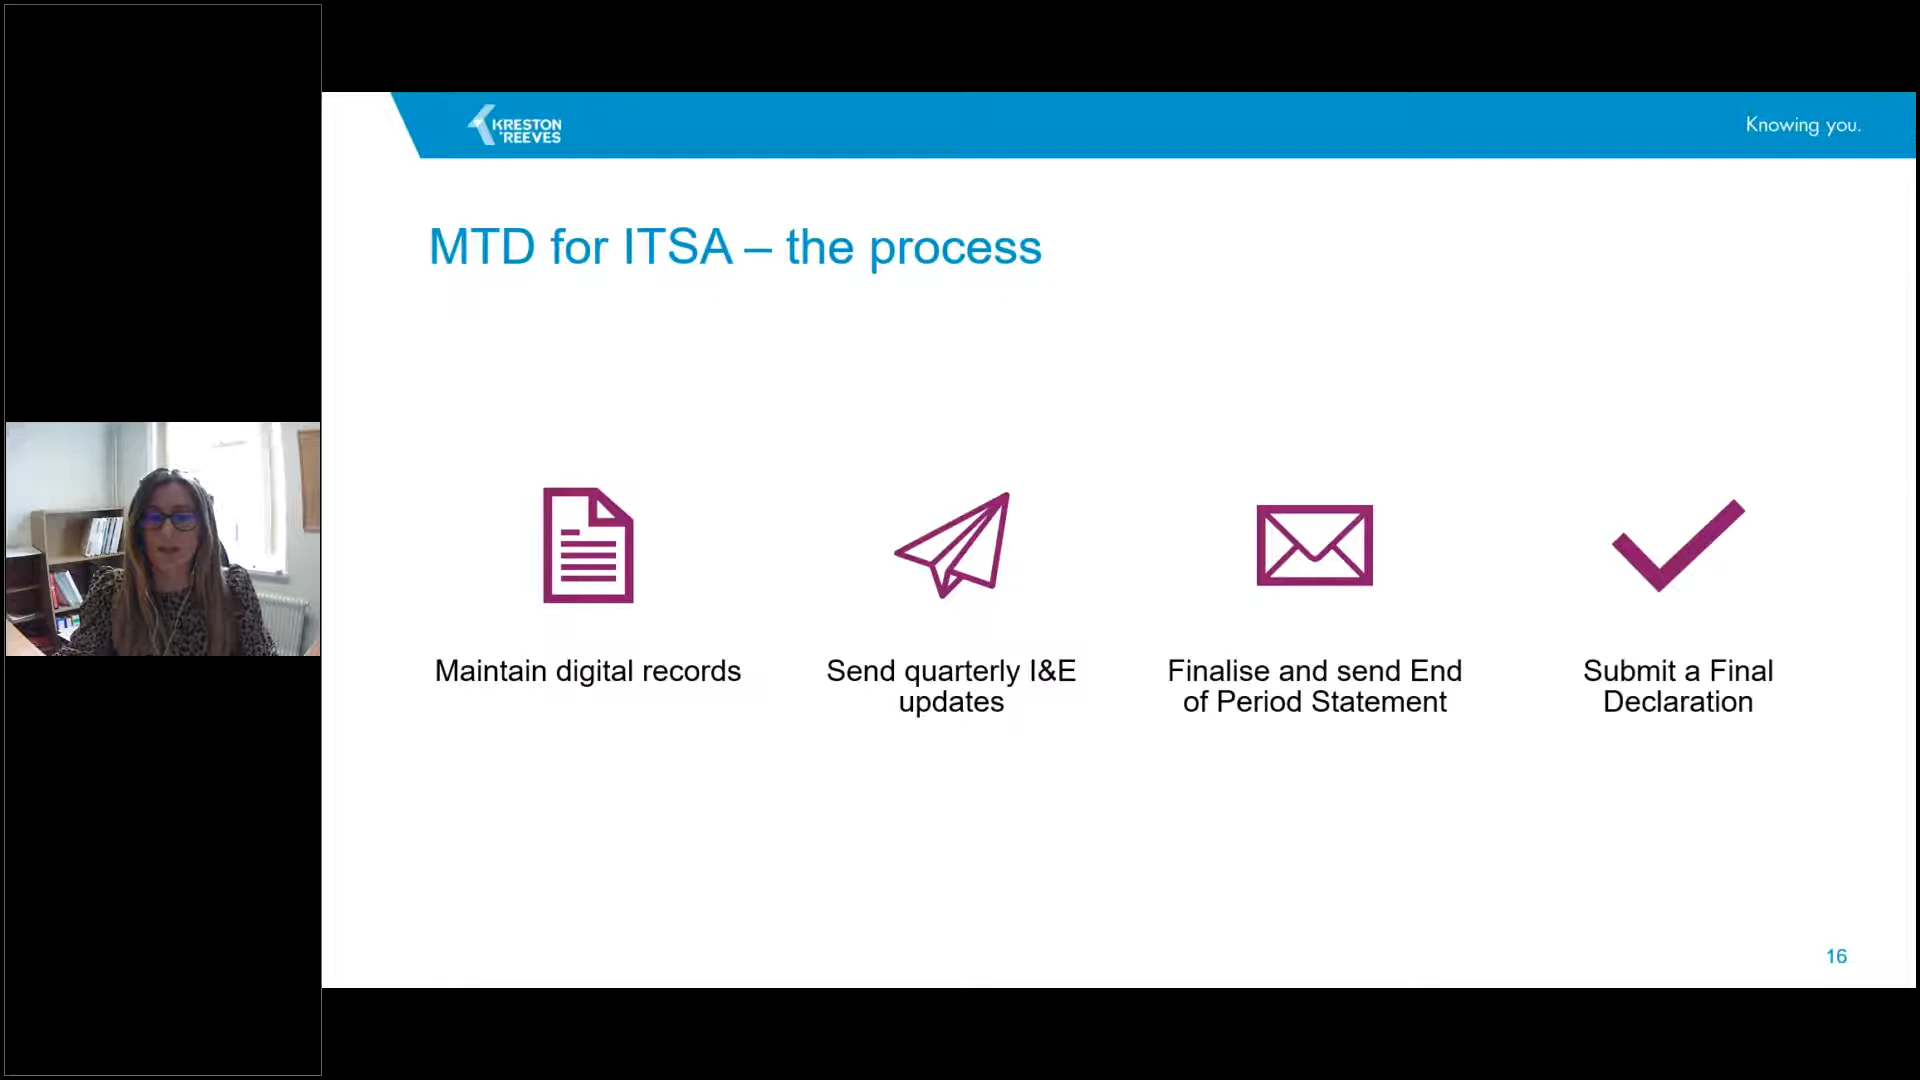 KRESTON
REEVES
Knowing you.
MTD for ITSA – the process
Maintain digital records
Send quarterly I&E
updates
Finalise and send End
of Period Statement
Submit a Final
Declaration
16